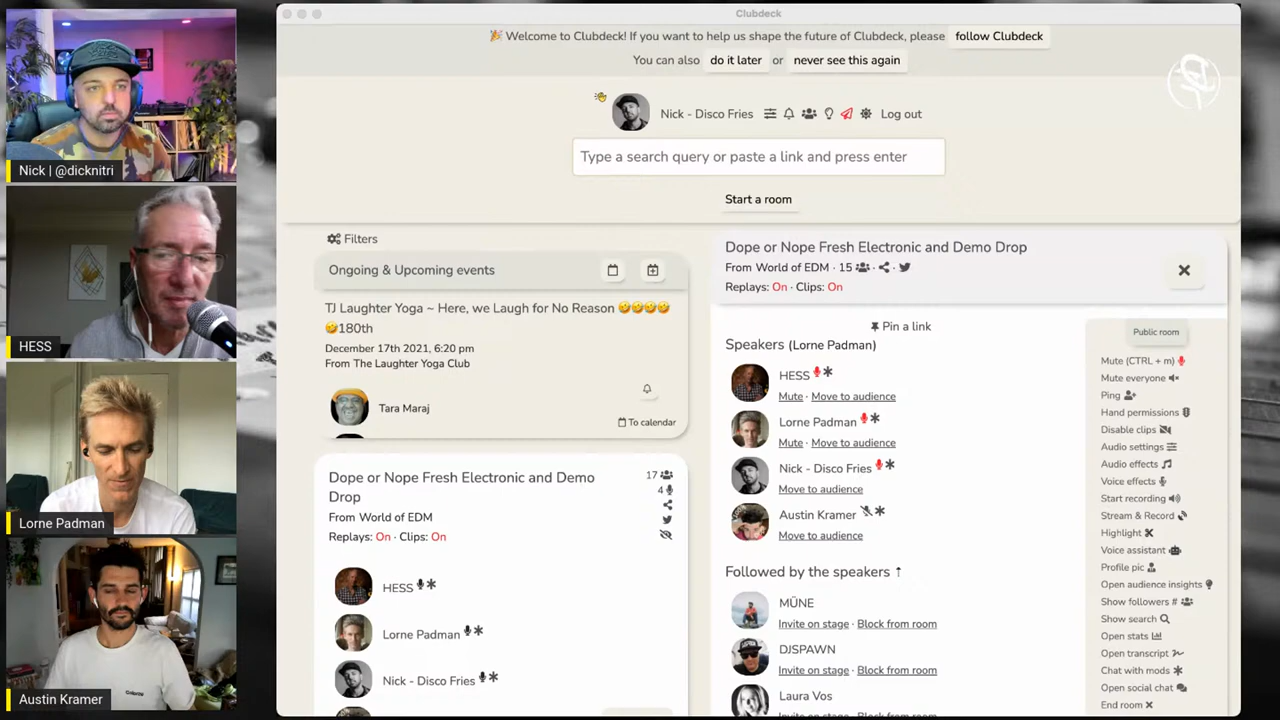 Nick | @dicknitri
HESS
Lorne Padman
Austin Kramer
Clubdeck
🎉 Welcome to Clubdeck! If you want to help us shape the future of Clubdeck, please follow Clubdeck
You can also do it later or never see this again
Nick - Disco Fries Log out
Type a search query or paste a link and press enter
Start a room
Filters
Ongoing & Upcoming events
TJ Laughter Yoga ~ Here, we Laugh for No Reason 🤣🤣🤣🤣
🤣180th
December 17th 2021, 6:20 pm
From The Laughter Yoga Club
Tara Maraj
To calendar
Dope or Nope Fresh Electronic and Demo 17
Drop 4
From World of EDM
Replays: On · Clips: On
HESS
Lorne Padman
Nick - Disco Fries
Dope or Nope Fresh Electronic and Demo Drop
From World of EDM · 15
Replays: On · Clips: On
Pin a link
Speakers (Lorne Padman)
HESS
Mute · Move to audience
Lorne Padman
Mute · Move to audience
Nick - Disco Fries
Move to audience
Austin Kramer
Move to audience
Followed by the speakers ↑
MÜNE
Invite on stage · Block from room
DJSPAWN
Invite on stage · Block from room
Laura Vos
Invite on stage · Block from room
Public room
Mute (CTRL + m)
Mute everyone
Ping
Hand permissions
Disable clips
Audio settings
Audio effects
Voice effects
Start recording
Stream & Record
Highlight
Voice assistant
Profile pic
Open audience insights
Show followers #
Show search
Open stats
Open transcript
Chat with mods
Open social chat
End room